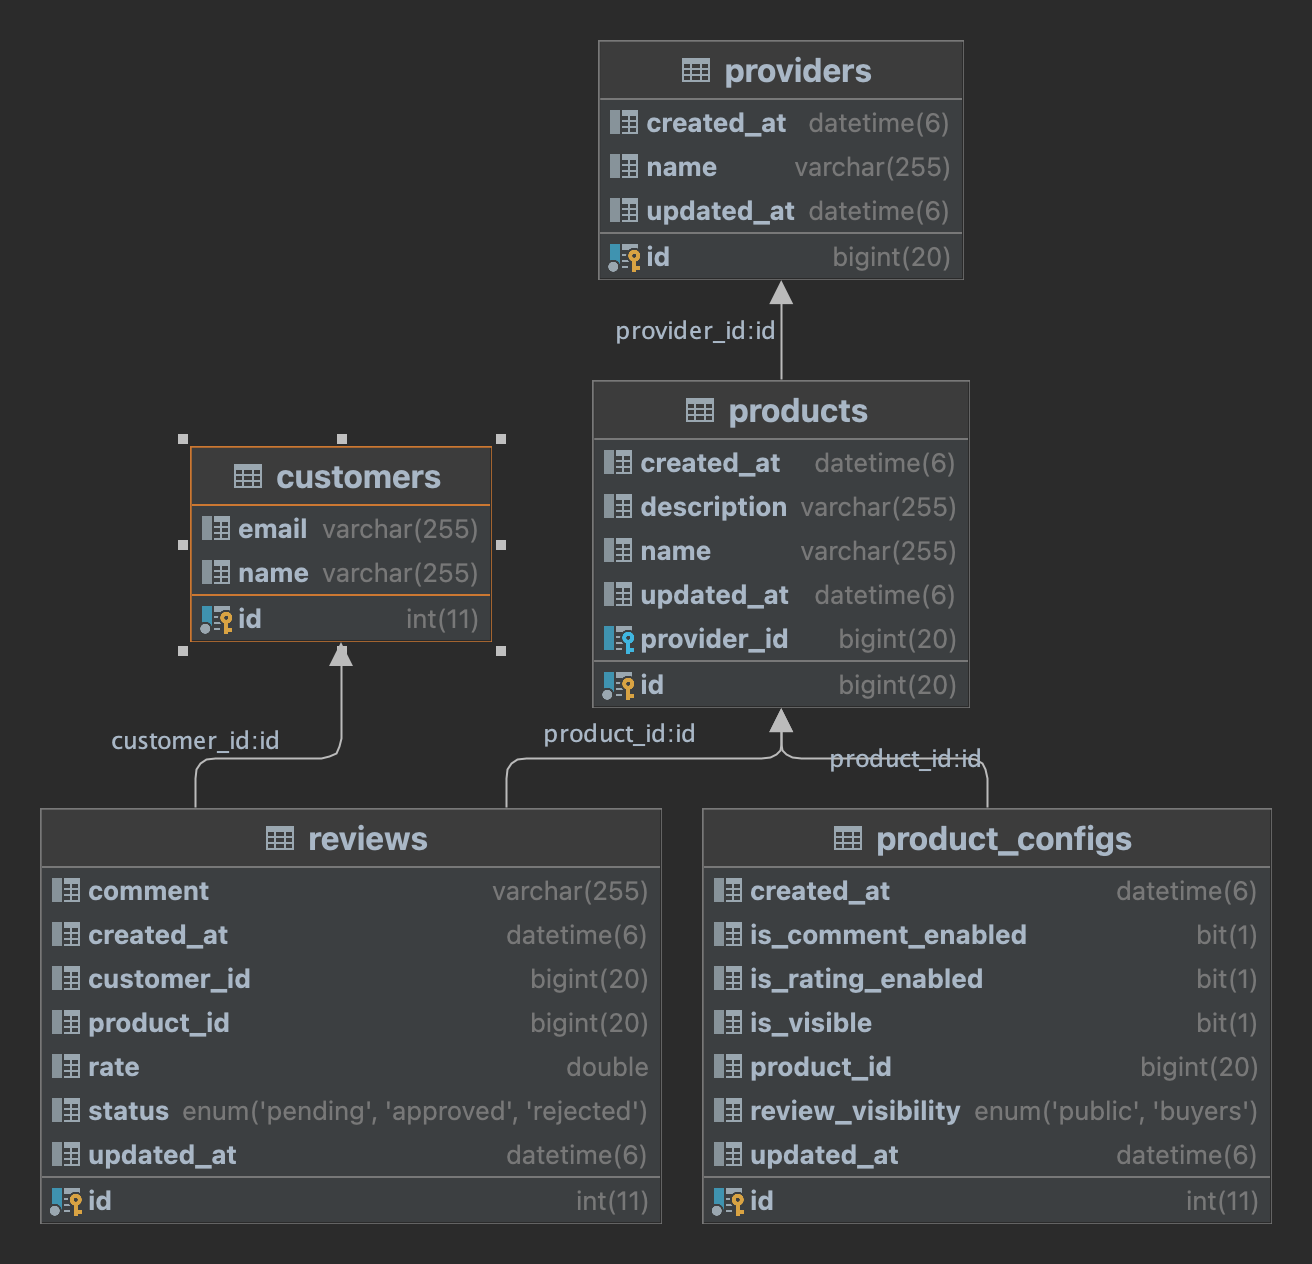 providers
created_at datetime(6)
name varchar(255)
updated_at datetime(6)
id bigint(20)
provider_id:id
products
created_at datetime(6)
description varchar(255)
name varchar(255)
updated_at datetime(6)
provider_id bigint(20)
id bigint(20)
customers
email varchar(255)
name varchar(255)
id int(11)
customer_id:id
product_id:id
product_id:id
reviews
comment varchar(255)
created_at datetime(6)
customer_id bigint(20)
product_id bigint(20)
rate double
status enum('pending', 'approved', 'rejected')
updated_at datetime(6)
id int(11)
product_configs
created_at datetime(6)
is_comment_enabled bit(1)
is_rating_enabled bit(1)
is_visible bit(1)
product_id bigint(20)
review_visibility enum('public', 'buyers')
updated_at datetime(6)
id int(11)